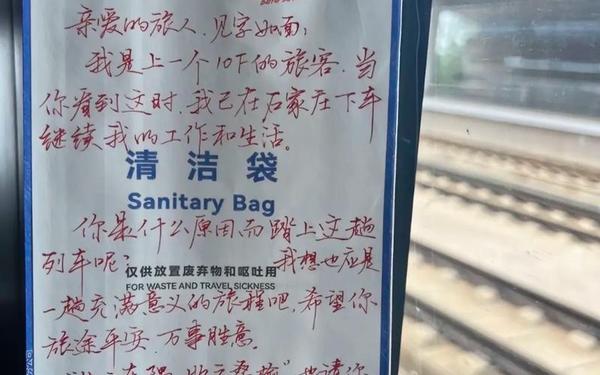 亲爱的旅人，见字如面：
我是上一个10F的旅客，当
你看到这时，我已在石家庄下车
继续我的工作和生活。
清洁袋
Sanitary Bag
你是什么原因而踏上这趟
列车呢？我想也应是
仅供放置废弃物和呕吐用
FOR WASTE AND TRAVEL SICKNESS
一趟充满意义的旅程吧，希望你
旅途平安，万事胜意。
也请你